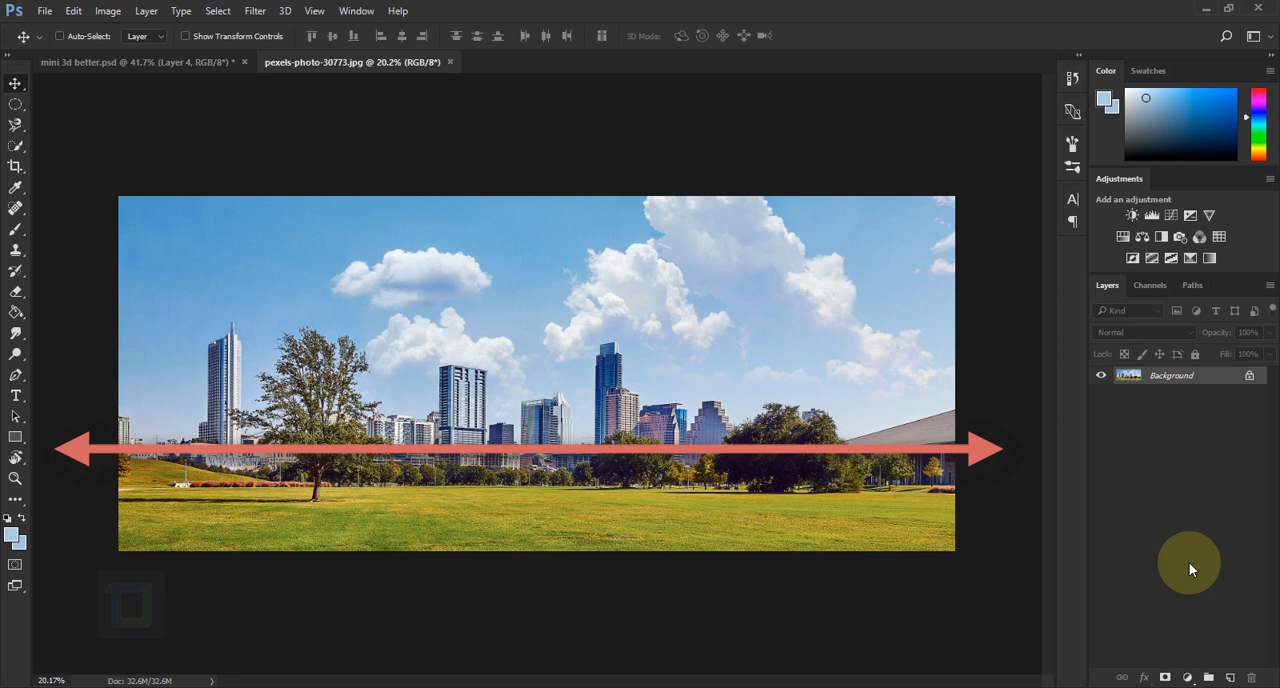 Ps File Edit Image Layer Type Select Filter 3D View Window Help
Auto-Select: Layer Show Transform Controls 3D Mode:
mini 3d better.psd @ 41.7% (Layer 4, RGB/8*) * × pexels-photo-30773.jpg @ 20.2% (RGB/8*) ×
Color Swatches
Adjustments
Add an adjustment
Layers Channels Paths
Kind
Normal Opacity: 100%
Lock: Fill: 100%
Background
20.17% Doc: 32.6M/32.6M